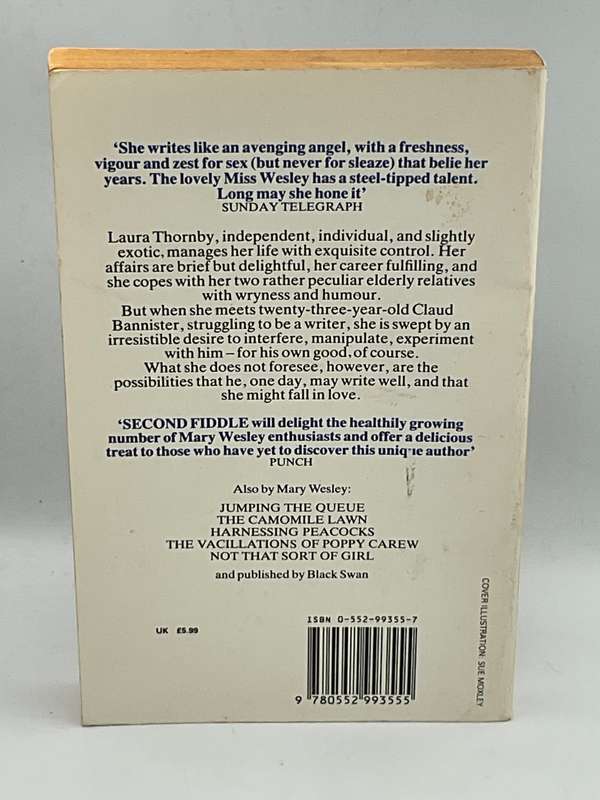 ‘She writes like an avenging angel, with a freshness,
vigour and zest for sex (but never for sleaze) that belie her
years. The lovely Miss Wesley has a steel-tipped talent.
Long may she hone it’
SUNDAY TELEGRAPH
Laura Thornby, independent, individual, and slightly
exotic, manages her life with exquisite control. Her
affairs are brief but delightful, her career fulfilling, and
she copes with her two rather peculiar elderly relatives
with wryness and humour.
But when she meets twenty-three-year-old Claud
Bannister, struggling to be a writer, she is swept by an
irresistible desire to interfere, manipulate, experiment
with him – for his own good, of course.
What she does not foresee, however, are the
possibilities that he, one day, may write well, and that
she might fall in love.
‘SECOND FIDDLE will delight the healthily growing
number of Mary Wesley enthusiasts and offer a delicious
treat to those who have yet to discover this unique author’
PUNCH
Also by Mary Wesley:
JUMPING THE QUEUE
THE CAMOMILE LAWN
HARNESSING PEACOCKS
THE VACILLATIONS OF POPPY CAREW
NOT THAT SORT OF GIRL
and published by Black Swan
ISBN 0-552-99355-7
UK £5.99
9 780552 993555
COVER ILLUSTRATION: SUE MOXLEY